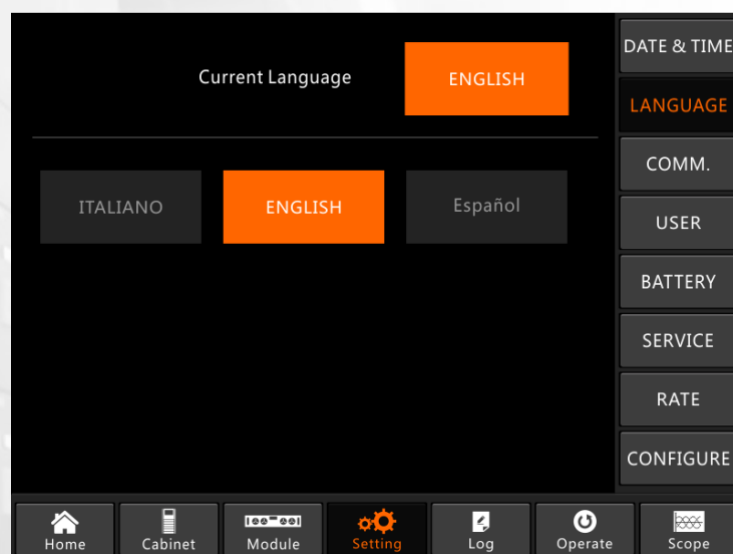 Current Language
ENGLISH
ITALIANO
ENGLISH
Español
DATE & TIME
LANGUAGE
COMM.
USER
BATTERY
SERVICE
RATE
CONFIGURE
Home
Cabinet
Module
Setting
Log
Operate
Scope